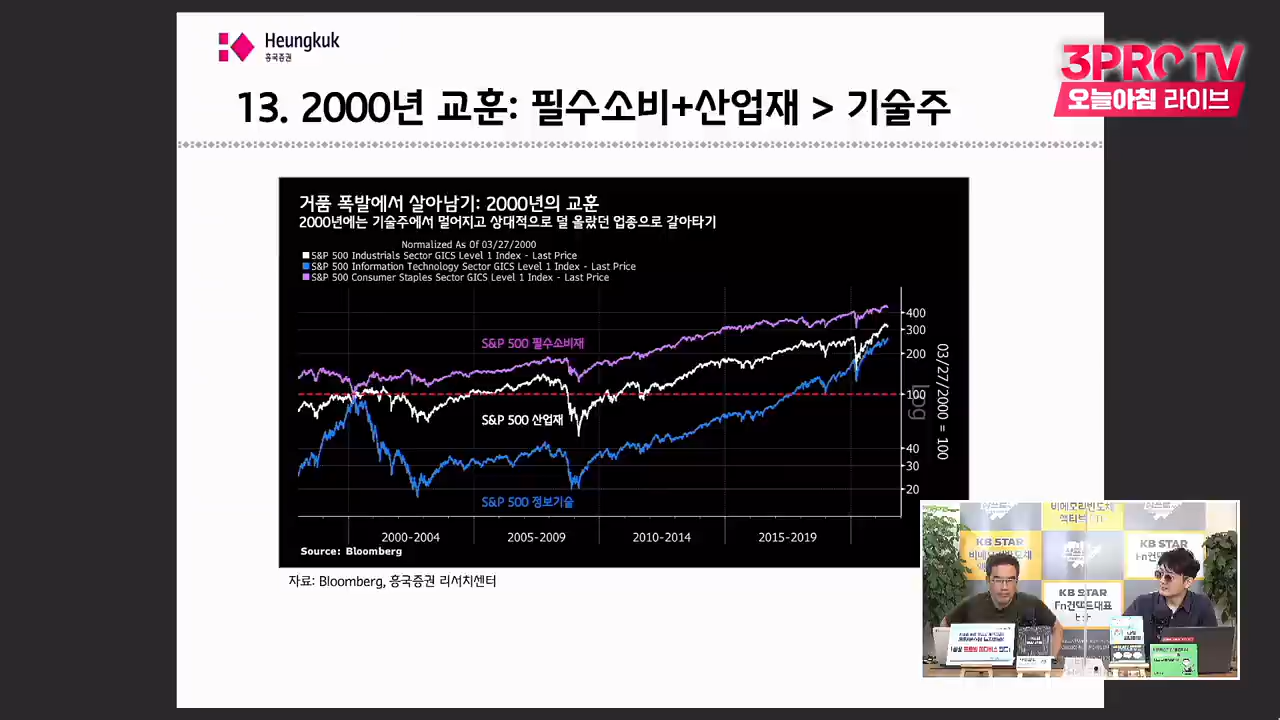 Heungkuk
흥국증권
3PRO TV
오늘아침 라이브
13. 2000년 교훈: 필수소비+산업재 > 기술주
거품 폭발에서 살아남기: 2000년의 교훈
2000년에는 기술주에서 멀어지고 상대적으로 덜 올랐던 업종으로 갈아타기
Normalized As Of 03/27/2000
S&P 500 Industrials Sector GICS Level 1 Index - Last Price
S&P 500 Information Technology Sector GICS Level 1 Index - Last Price
S&P 500 Consumer Staples Sector GICS Level 1 Index - Last Price
S&P 500 필수소비재
S&P 500 산업재
S&P 500 정보기술
400
300
200
100
40
30
20
Log
03/27/2000 = 100
2000-2004
2005-2009
2010-2014
2015-2019
Source: Bloomberg
자료: Bloomberg, 흥국증권 리서치센터
KB STAR
KB STAR
KB STAR